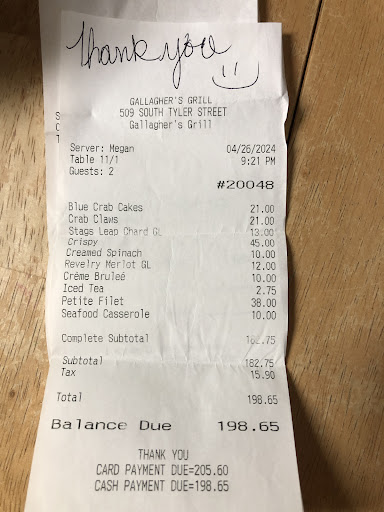 Thank you
GALLAGHER'S GRILL
509 SOUTH TYLER STREET
Gallagher's Grill
Server: Megan 04/26/2024
Table 11/1 9:21 PM
Guests: 2
#20048
Blue Crab Cakes 21.00
Crab Claws 21.00
Stags Leap Chard GL 13.00
Crispy 45.00
Creamed Spinach 10.00
Revelry Merlot GL 12.00
Crème Bruleé 10.00
Iced Tea 2.75
Petite Filet 38.00
Seafood Casserole 10.00
Complete Subtotal 182.75
Subtotal 182.75
Tax 15.90
Total 198.65
Balance Due 198.65
THANK YOU
CARD PAYMENT DUE=205.60
CASH PAYMENT DUE=198.65